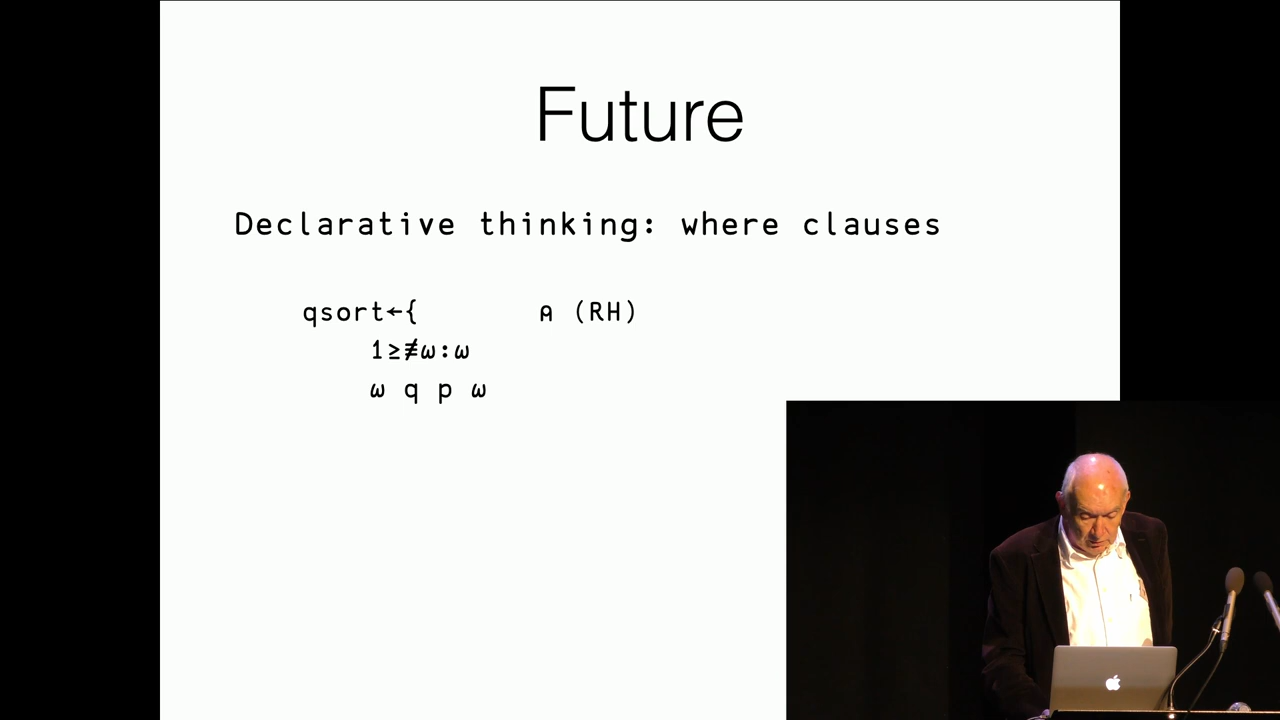 Future
Declarative thinking: where clauses
qsort←{ ⍝ (RH)
1≥≢⍵:⍵
⍵ q p ⍵